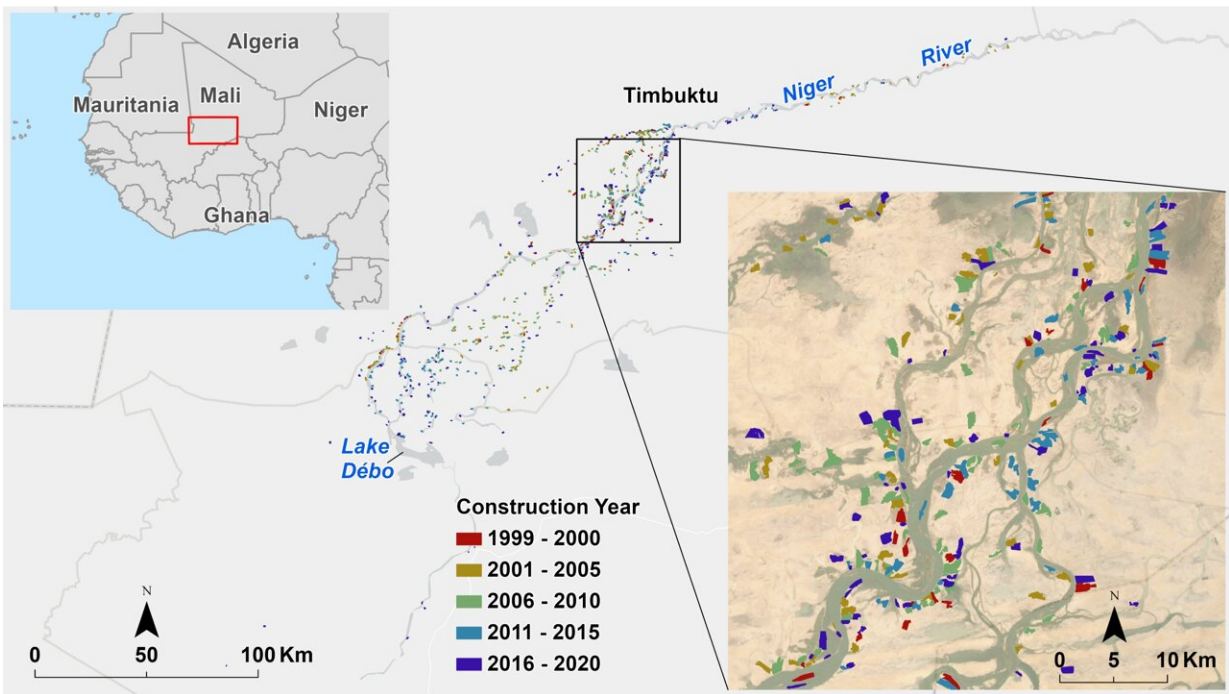 Algeria
Mauritania
Mali
Niger
Ghana
Timbuktu
Niger
River
Lake
Débo
Construction Year
1999 - 2000
2001 - 2005
2006 - 2010
2011 - 2015
2016 - 2020
N
0 50 100 Km
N
0 5 10 Km